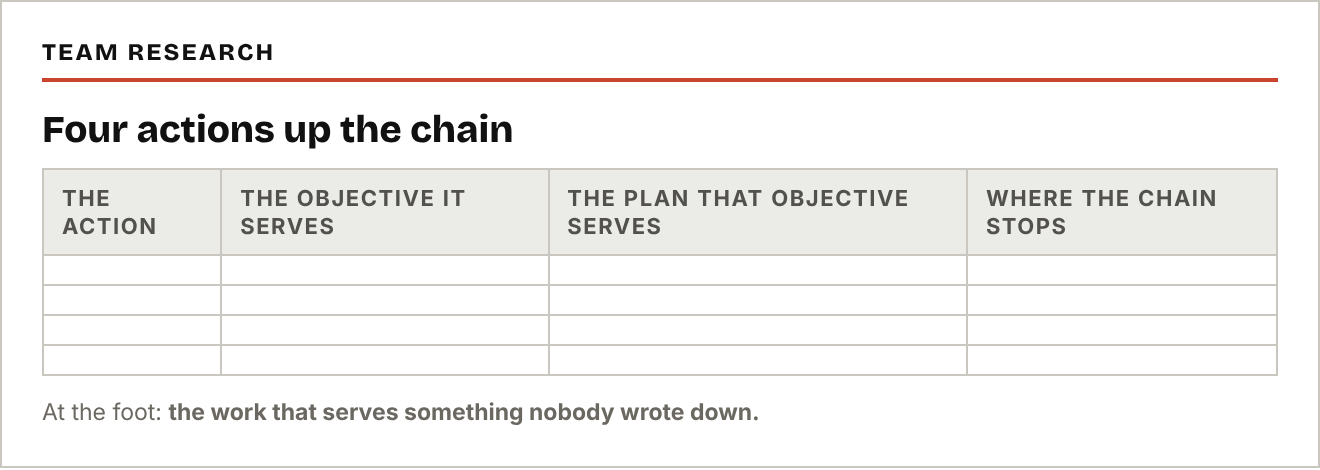 TEAM RESEARCH
Four actions up the chain
THE ACTION
THE OBJECTIVE IT SERVES
THE PLAN THAT OBJECTIVE SERVES
WHERE THE CHAIN STOPS
At the foot: the work that serves something nobody wrote down.